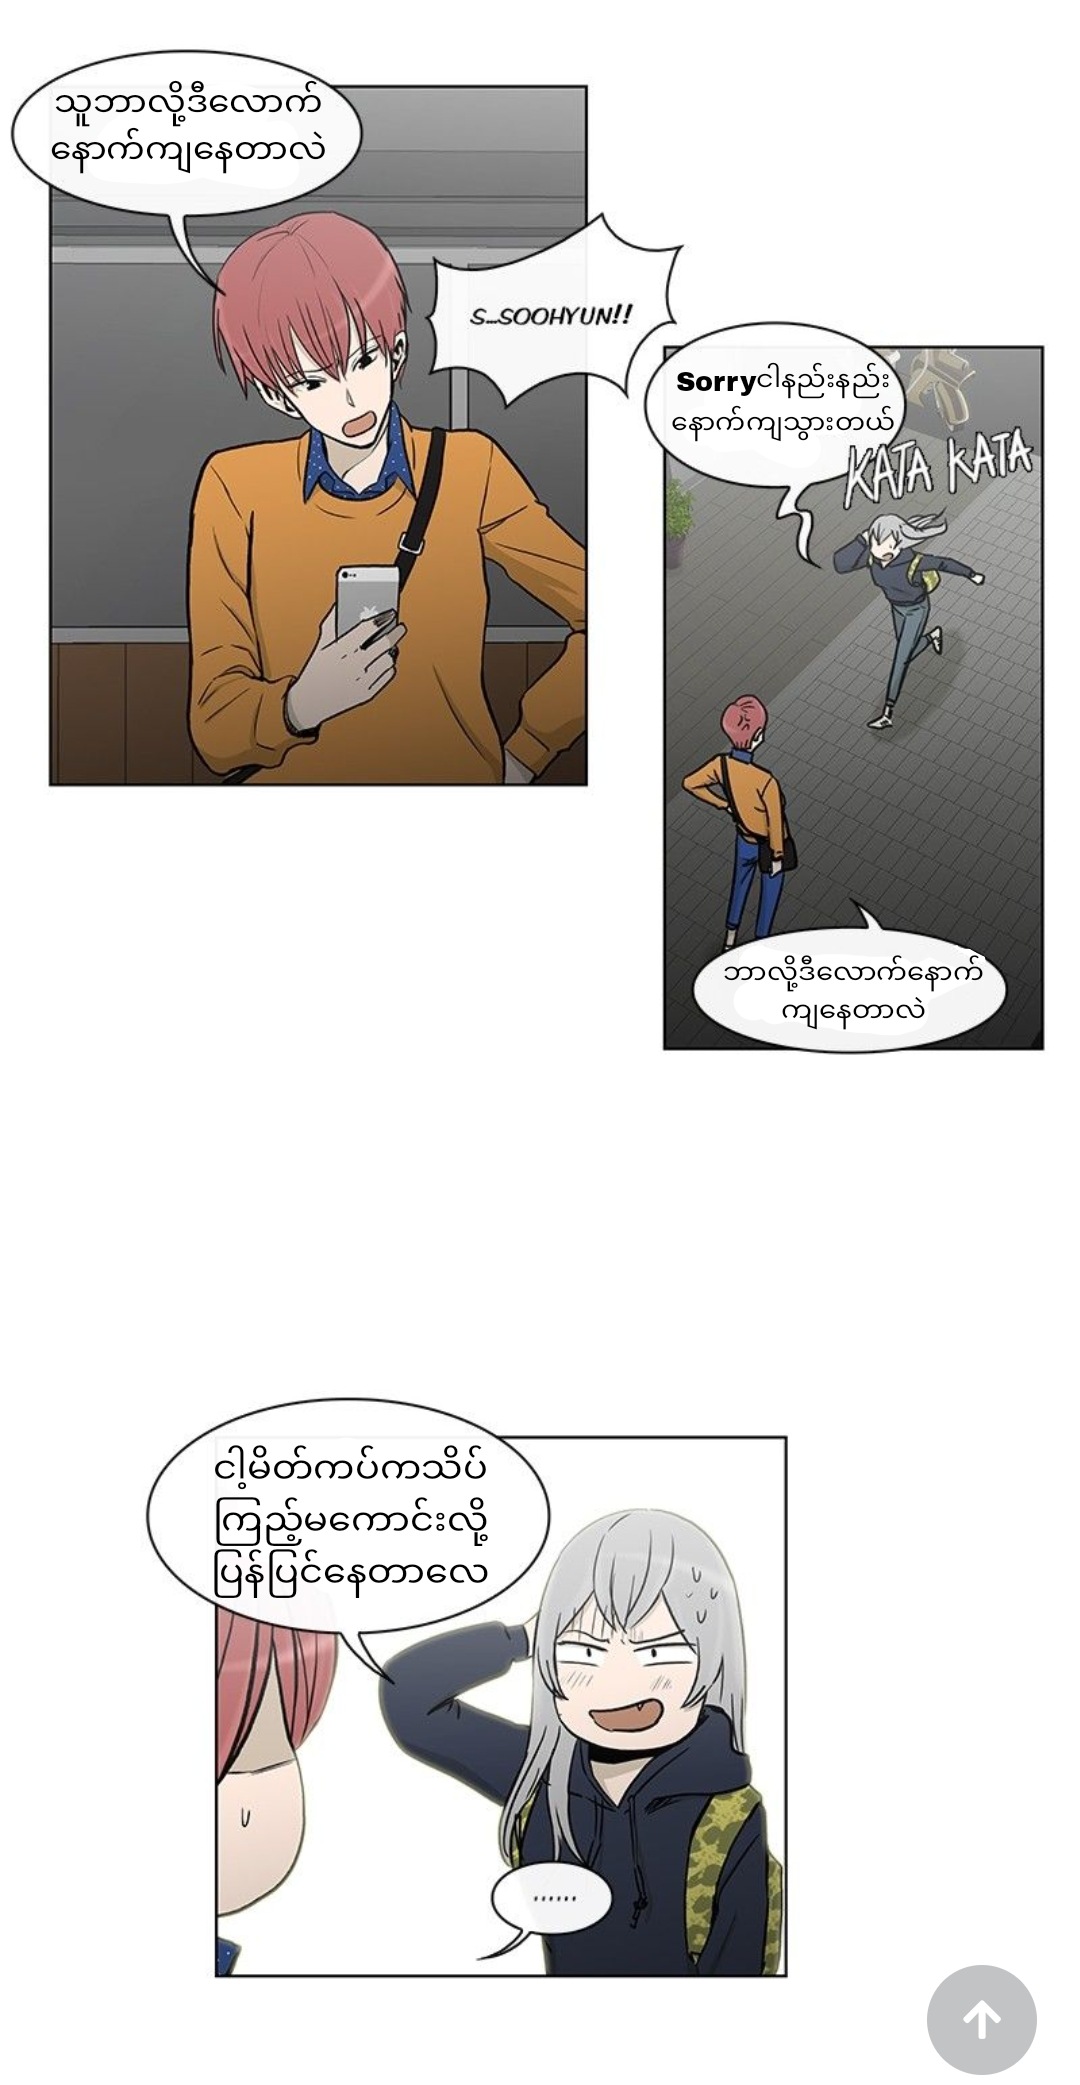 သူဘာလို့ဒီလောက်
နောက်ကျနေတာလဲ
S...SOOHYUN!!
Sorryငါနည်းနည်း
နောက်ကျသွားတယ်
KATA KATA
ဘာလို့ဒီလောက်နောက်
ကျနေတာလဲ
ငါ့မိတ်ကပ်ကသိပ်
ကြည့်မကောင်းလို့
ပြန်ပြင်နေတာလေ
......